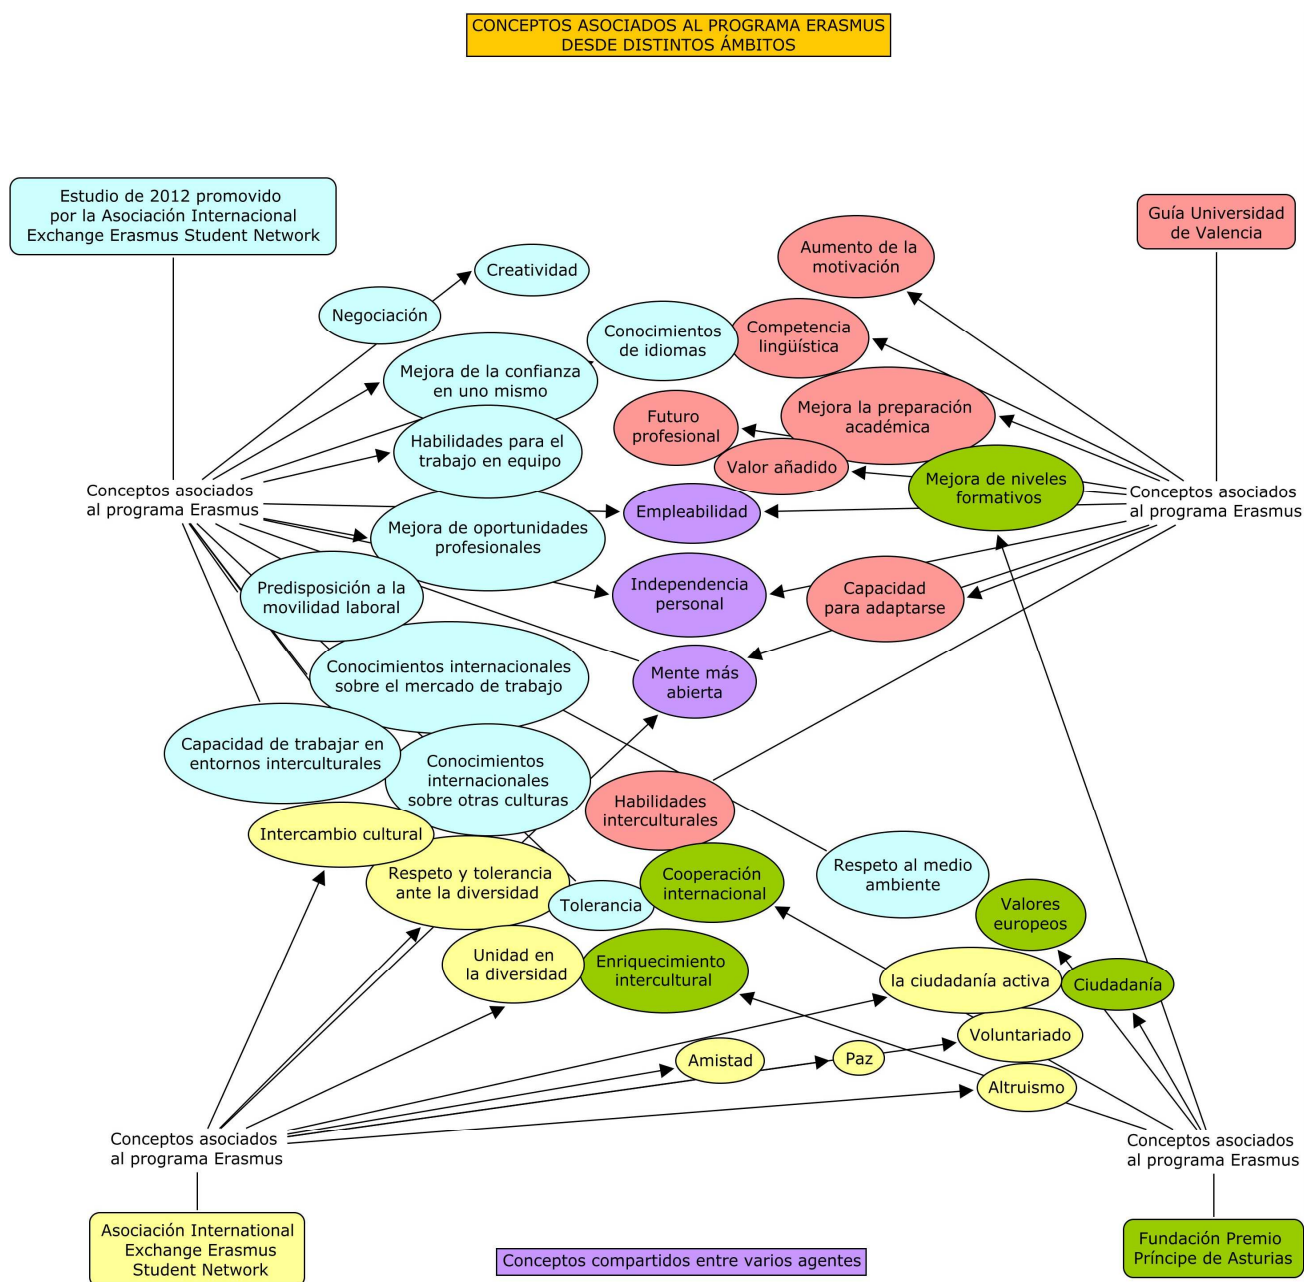 CONCEPTOS ASOCIADOS AL PROGRAMA ERASMUS
DESDE DISTINTOS ÁMBITOS
Estudio de 2012 promovido
por la Asociación Internacional
Exchange Erasmus Student Network
Guía Universidad
de Valencia
Aumento de la
motivación
Creatividad
Negociación
Conocimientos
de idiomas
Competencia
lingüística
Mejora de la confianza
en uno mismo
Mejora la preparación
académica
Futuro
profesional
Habilidades para el
trabajo en equipo
Valor añadido
Mejora de niveles
formativos
Conceptos asociados
al programa Erasmus
Conceptos asociados
al programa Erasmus
Empleabilidad
Mejora de oportunidades
profesionales
Predisposición a la
movilidad laboral
Independencia
personal
Capacidad
para adaptarse
Conocimientos internacionales
sobre el mercado de trabajo
Mente más
abierta
Capacidad de trabajar en
entornos interculturales
Conocimientos
internacionales
sobre otras culturas
Habilidades
interculturales
Intercambio cultural
Respeto y tolerancia
ante la diversidad
Cooperación
internacional
Respeto al medio
ambiente
Tolerancia
Valores
europeos
Unidad en
la diversidad
Enriquecimiento
intercultural
la ciudadanía activa
Ciudadanía
Voluntariado
Amistad
Paz
Altruismo
Conceptos asociados
al programa Erasmus
Conceptos asociados
al programa Erasmus
Asociación International
Exchange Erasmus
Student Network
Conceptos compartidos entre varios agentes
Fundación Premio
Príncipe de Asturias